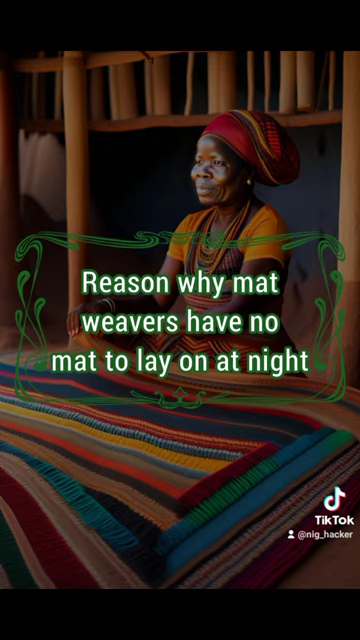 Reason why mat
weavers have no
mat to lay on at night
TikTok
@nig_hacker